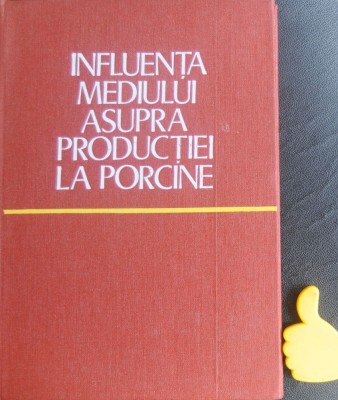 INFLUENȚA
MEDIULUI
ASUPRA
PRODUCȚIEI
LA PORCINE